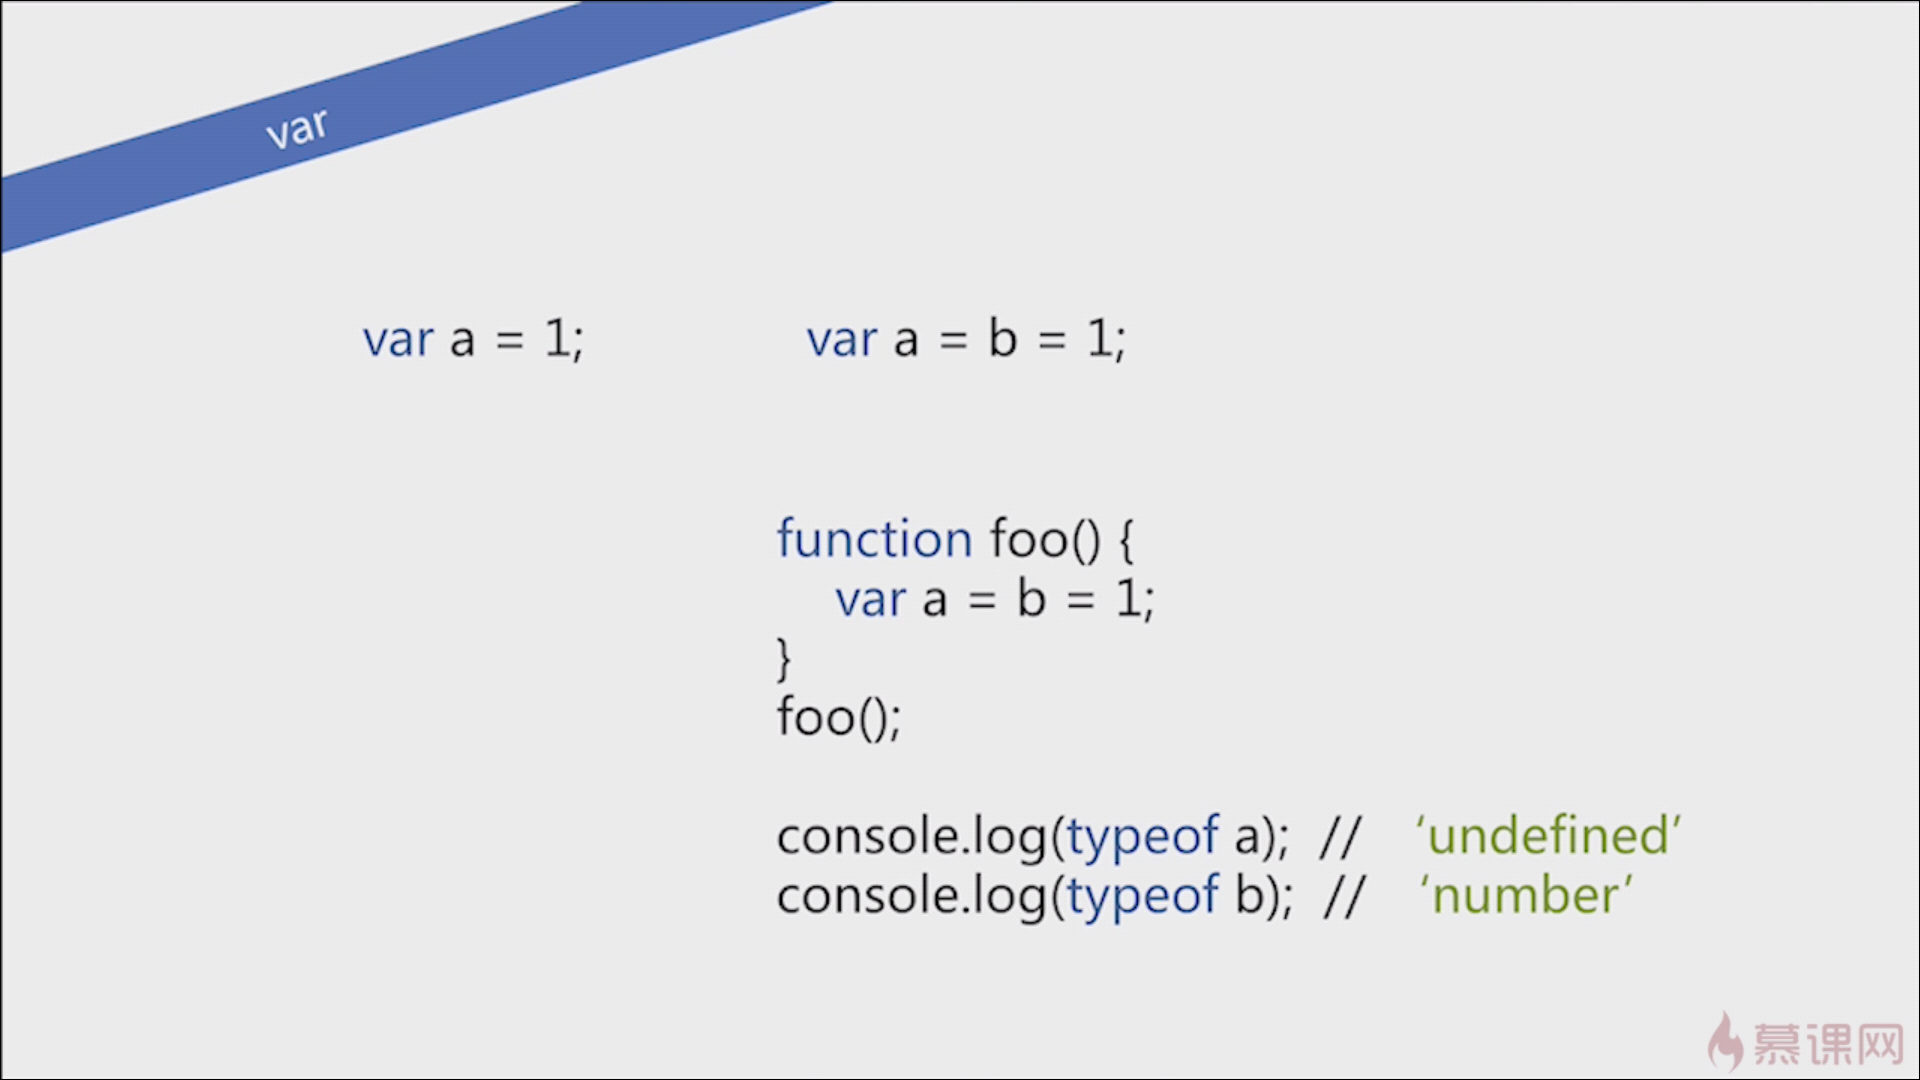 var
var a = 1;
var a = b = 1;
function foo() {
var a = b = 1;
}
foo();
console.log(typeof a); // ‘undefined’
console.log(typeof b); // ‘number’
慕课网